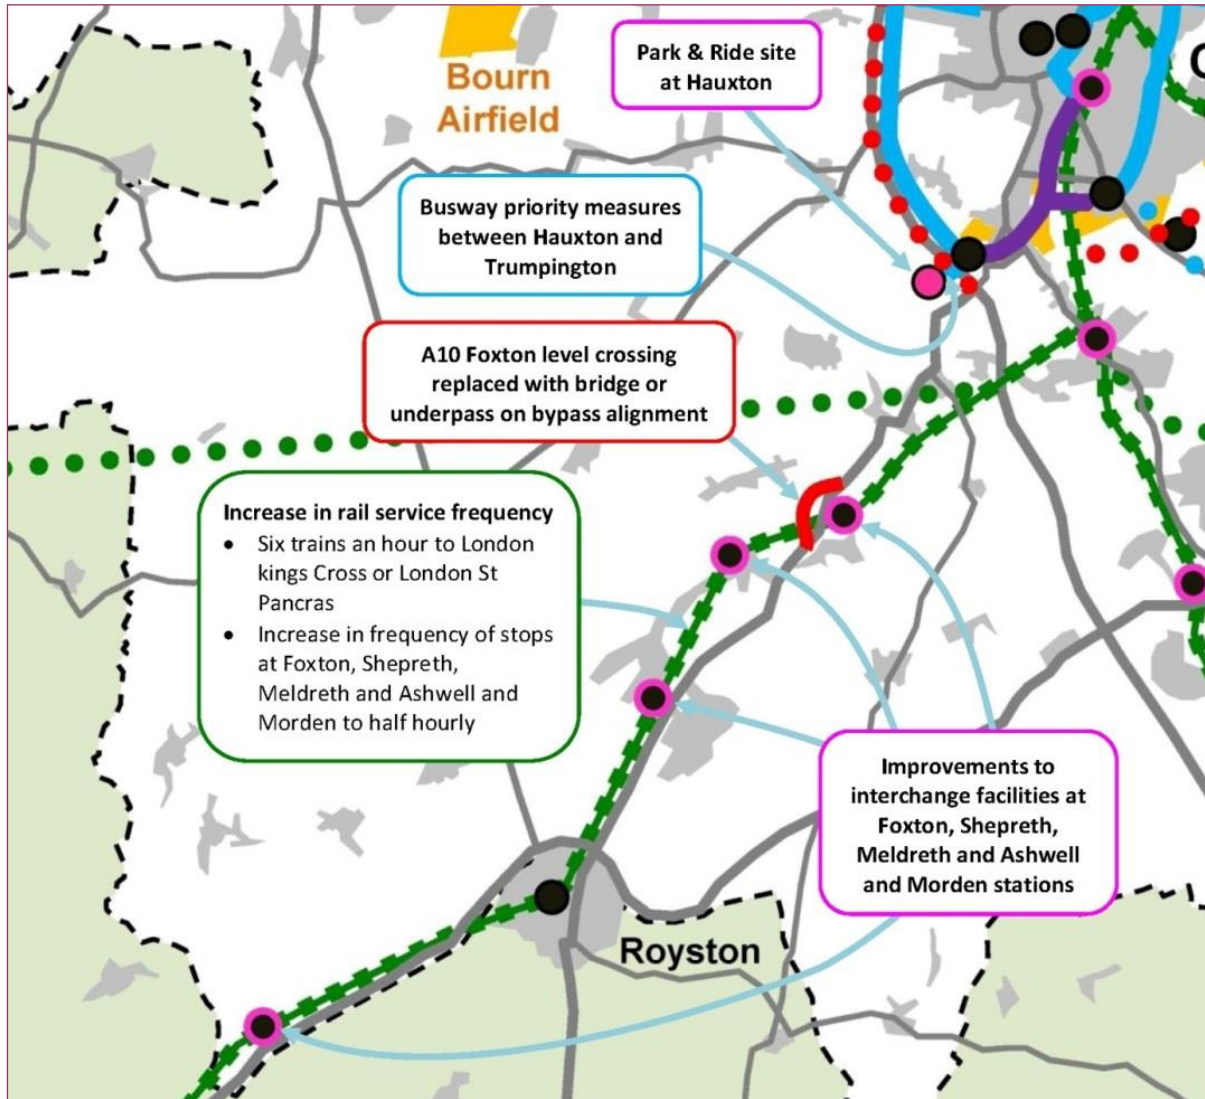 Bourn
Airfield
Park & Ride site
at Hauxton
C
Busway priority measures
between Hauxton and
Trumpington
A10 Foxton level crossing
replaced with bridge or
underpass on bypass alignment
Increase in rail service frequency
• Six trains an hour to London
kings Cross or London St
Pancras
• Increase in frequency of stops
at Foxton, Shepreth,
Meldreth and Ashwell and
Morden to half hourly
Improvements to
interchange facilities at
Foxton, Shepreth,
Meldreth and Ashwell
and Morden stations
Royston